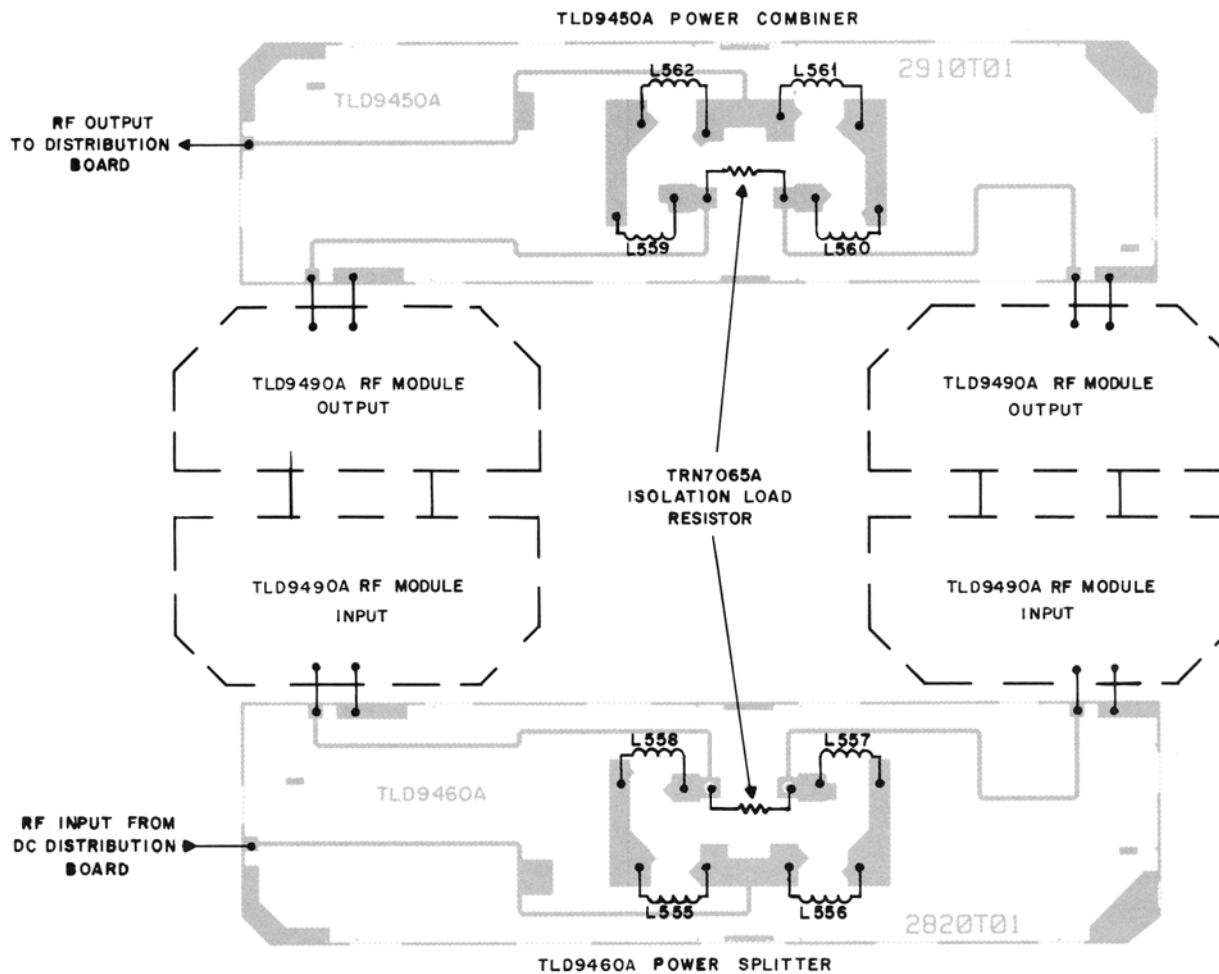 TLD9450A POWER COMBINER
2910T01
TLD9450A
L562
L561
RF OUTPUT
TO DISTRIBUTION
BOARD
L559
L560
TLD9490A RF MODULE
OUTPUT
TLD9490A RF MODULE
OUTPUT
TRN7065A
ISOLATION LOAD
RESISTOR
TLD9490A RF MODULE
INPUT
TLD9490A RF MODULE
INPUT
L558
L557
TLD9460A
RF INPUT FROM
DC DISTRIBUTION
BOARD
L555
L556
2820T01
TLD9460A POWER SPLITTER